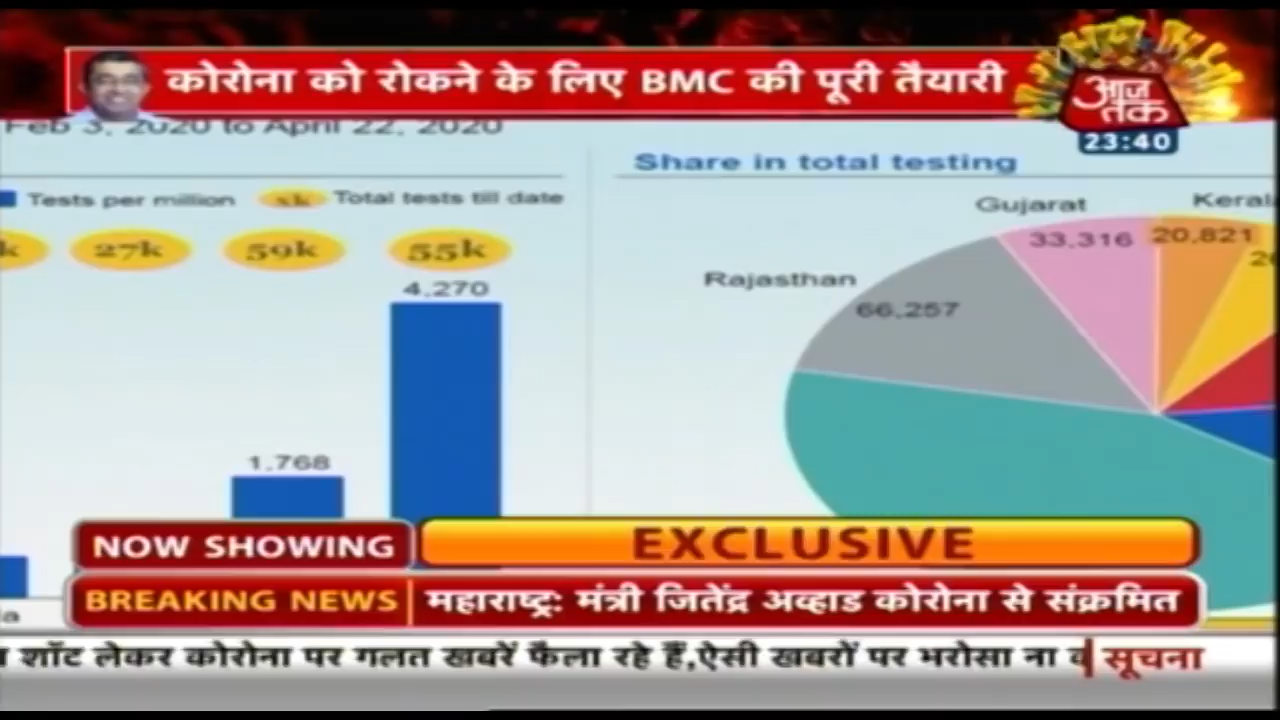 कोरोना को रोकने के लिए BMC की पूरी तैयारी
आज तक
23:40
Feb 3, 2020 to April 22, 2020
Share in total testing
Tests per million
Total tests till date
27k
59k
55k
4,270
1,768
Gujarat
33,316
20,821
Rajasthan
66,257
NOW SHOWING
EXCLUSIVE
BREAKING NEWS
महाराष्ट्र: मंत्री जितेंद्र अव्हाड कोरोना से संक्रमित
शॉट लेकर कोरोना पर गलत खबरें फैला रहे हैं,ऐसी खबरों पर भरोसा ना
सूचना